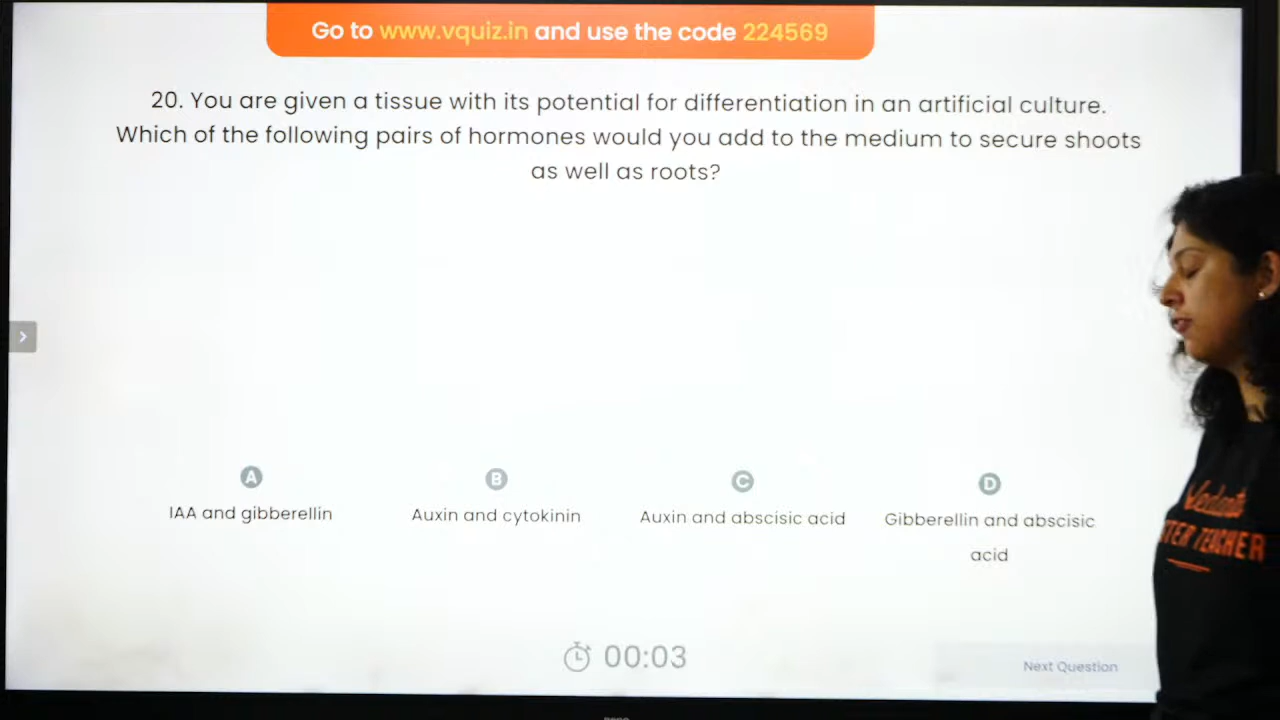 Go to www.vquiz.in and use the code 224569
20. You are given a tissue with its potential for differentiation in an artificial culture.
Which of the following pairs of hormones would you add to the medium to secure shoots
as well as roots?
A
B
C
D
IAA and gibberellin
Auxin and cytokinin
Auxin and abscisic acid
Gibberellin and abscisic
acid
00:03
Next Question
TEACHER